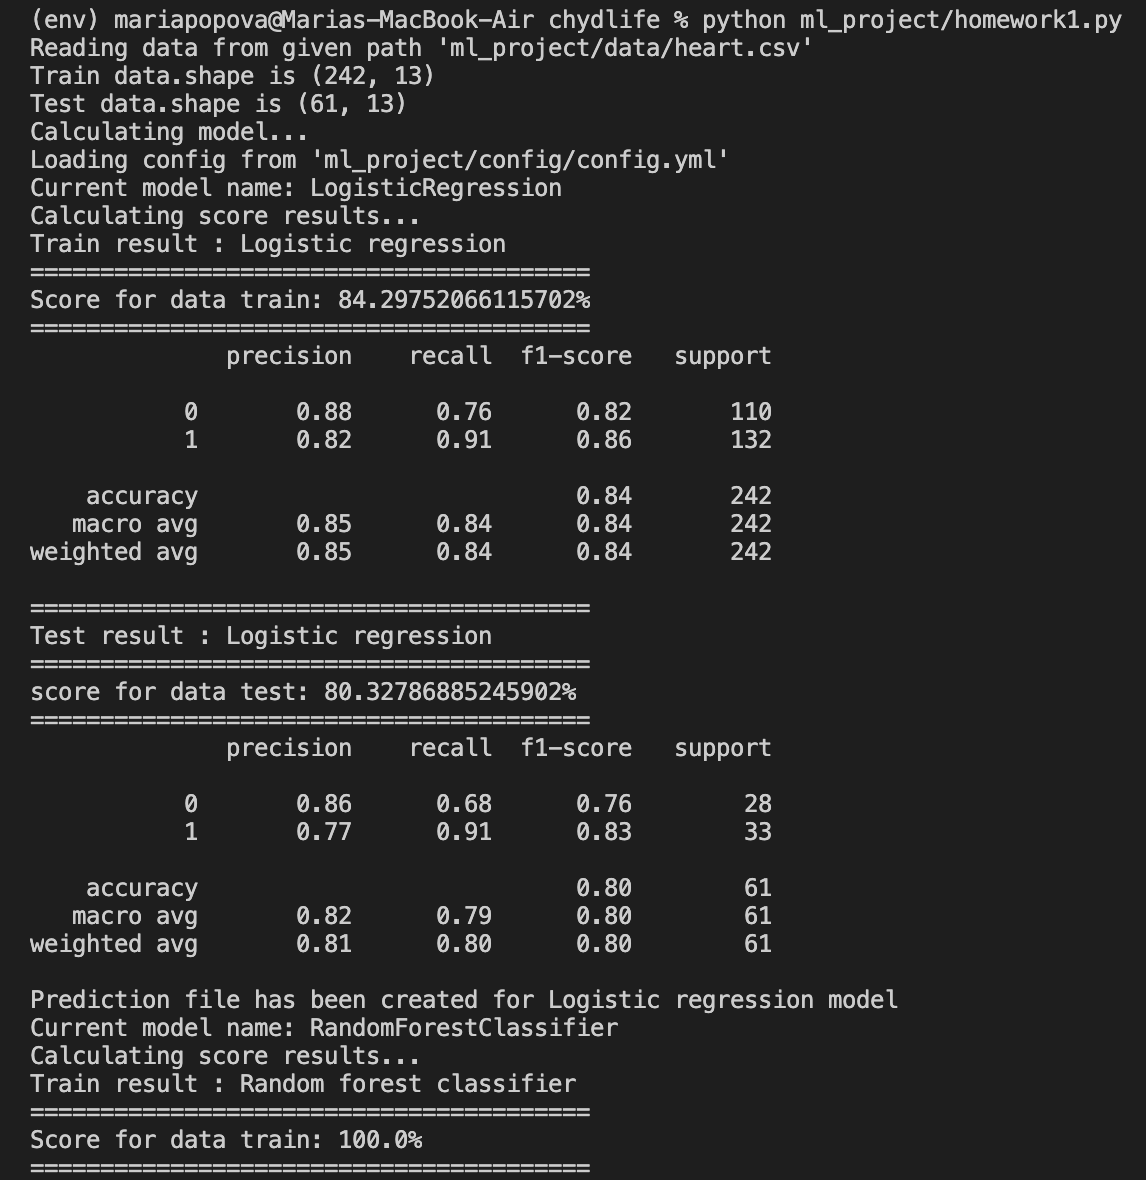 (env) mariapopova@Marias-MacBook-Air chydlife % python ml_project/homework1.py
Reading data from given path 'ml_project/data/heart.csv'
Train data.shape is (242, 13)
Test data.shape is (61, 13)
Calculating model...
Loading config from 'ml_project/config/config.yml'
Current model name: LogisticRegression
Calculating score results...
Train result : Logistic regression
========================================
Score for data train: 84.29752066115702%
========================================
              precision    recall  f1-score   support

           0       0.88      0.76      0.82       110
           1       0.82      0.91      0.86       132

    accuracy                           0.84       242
   macro avg       0.85      0.84      0.84       242
weighted avg       0.85      0.84      0.84       242

========================================
Test result : Logistic regression
========================================
score for data test: 80.32786885245902%
========================================
              precision    recall  f1-score   support

           0       0.86      0.68      0.76        28
           1       0.77      0.91      0.83        33

    accuracy                           0.80        61
   macro avg       0.82      0.79      0.80        61
weighted avg       0.81      0.80      0.80        61

Prediction file has been created for Logistic regression model
Current model name: RandomForestClassifier
Calculating score results...
Train result : Random forest classifier
========================================
Score for data train: 100.0%
========================================